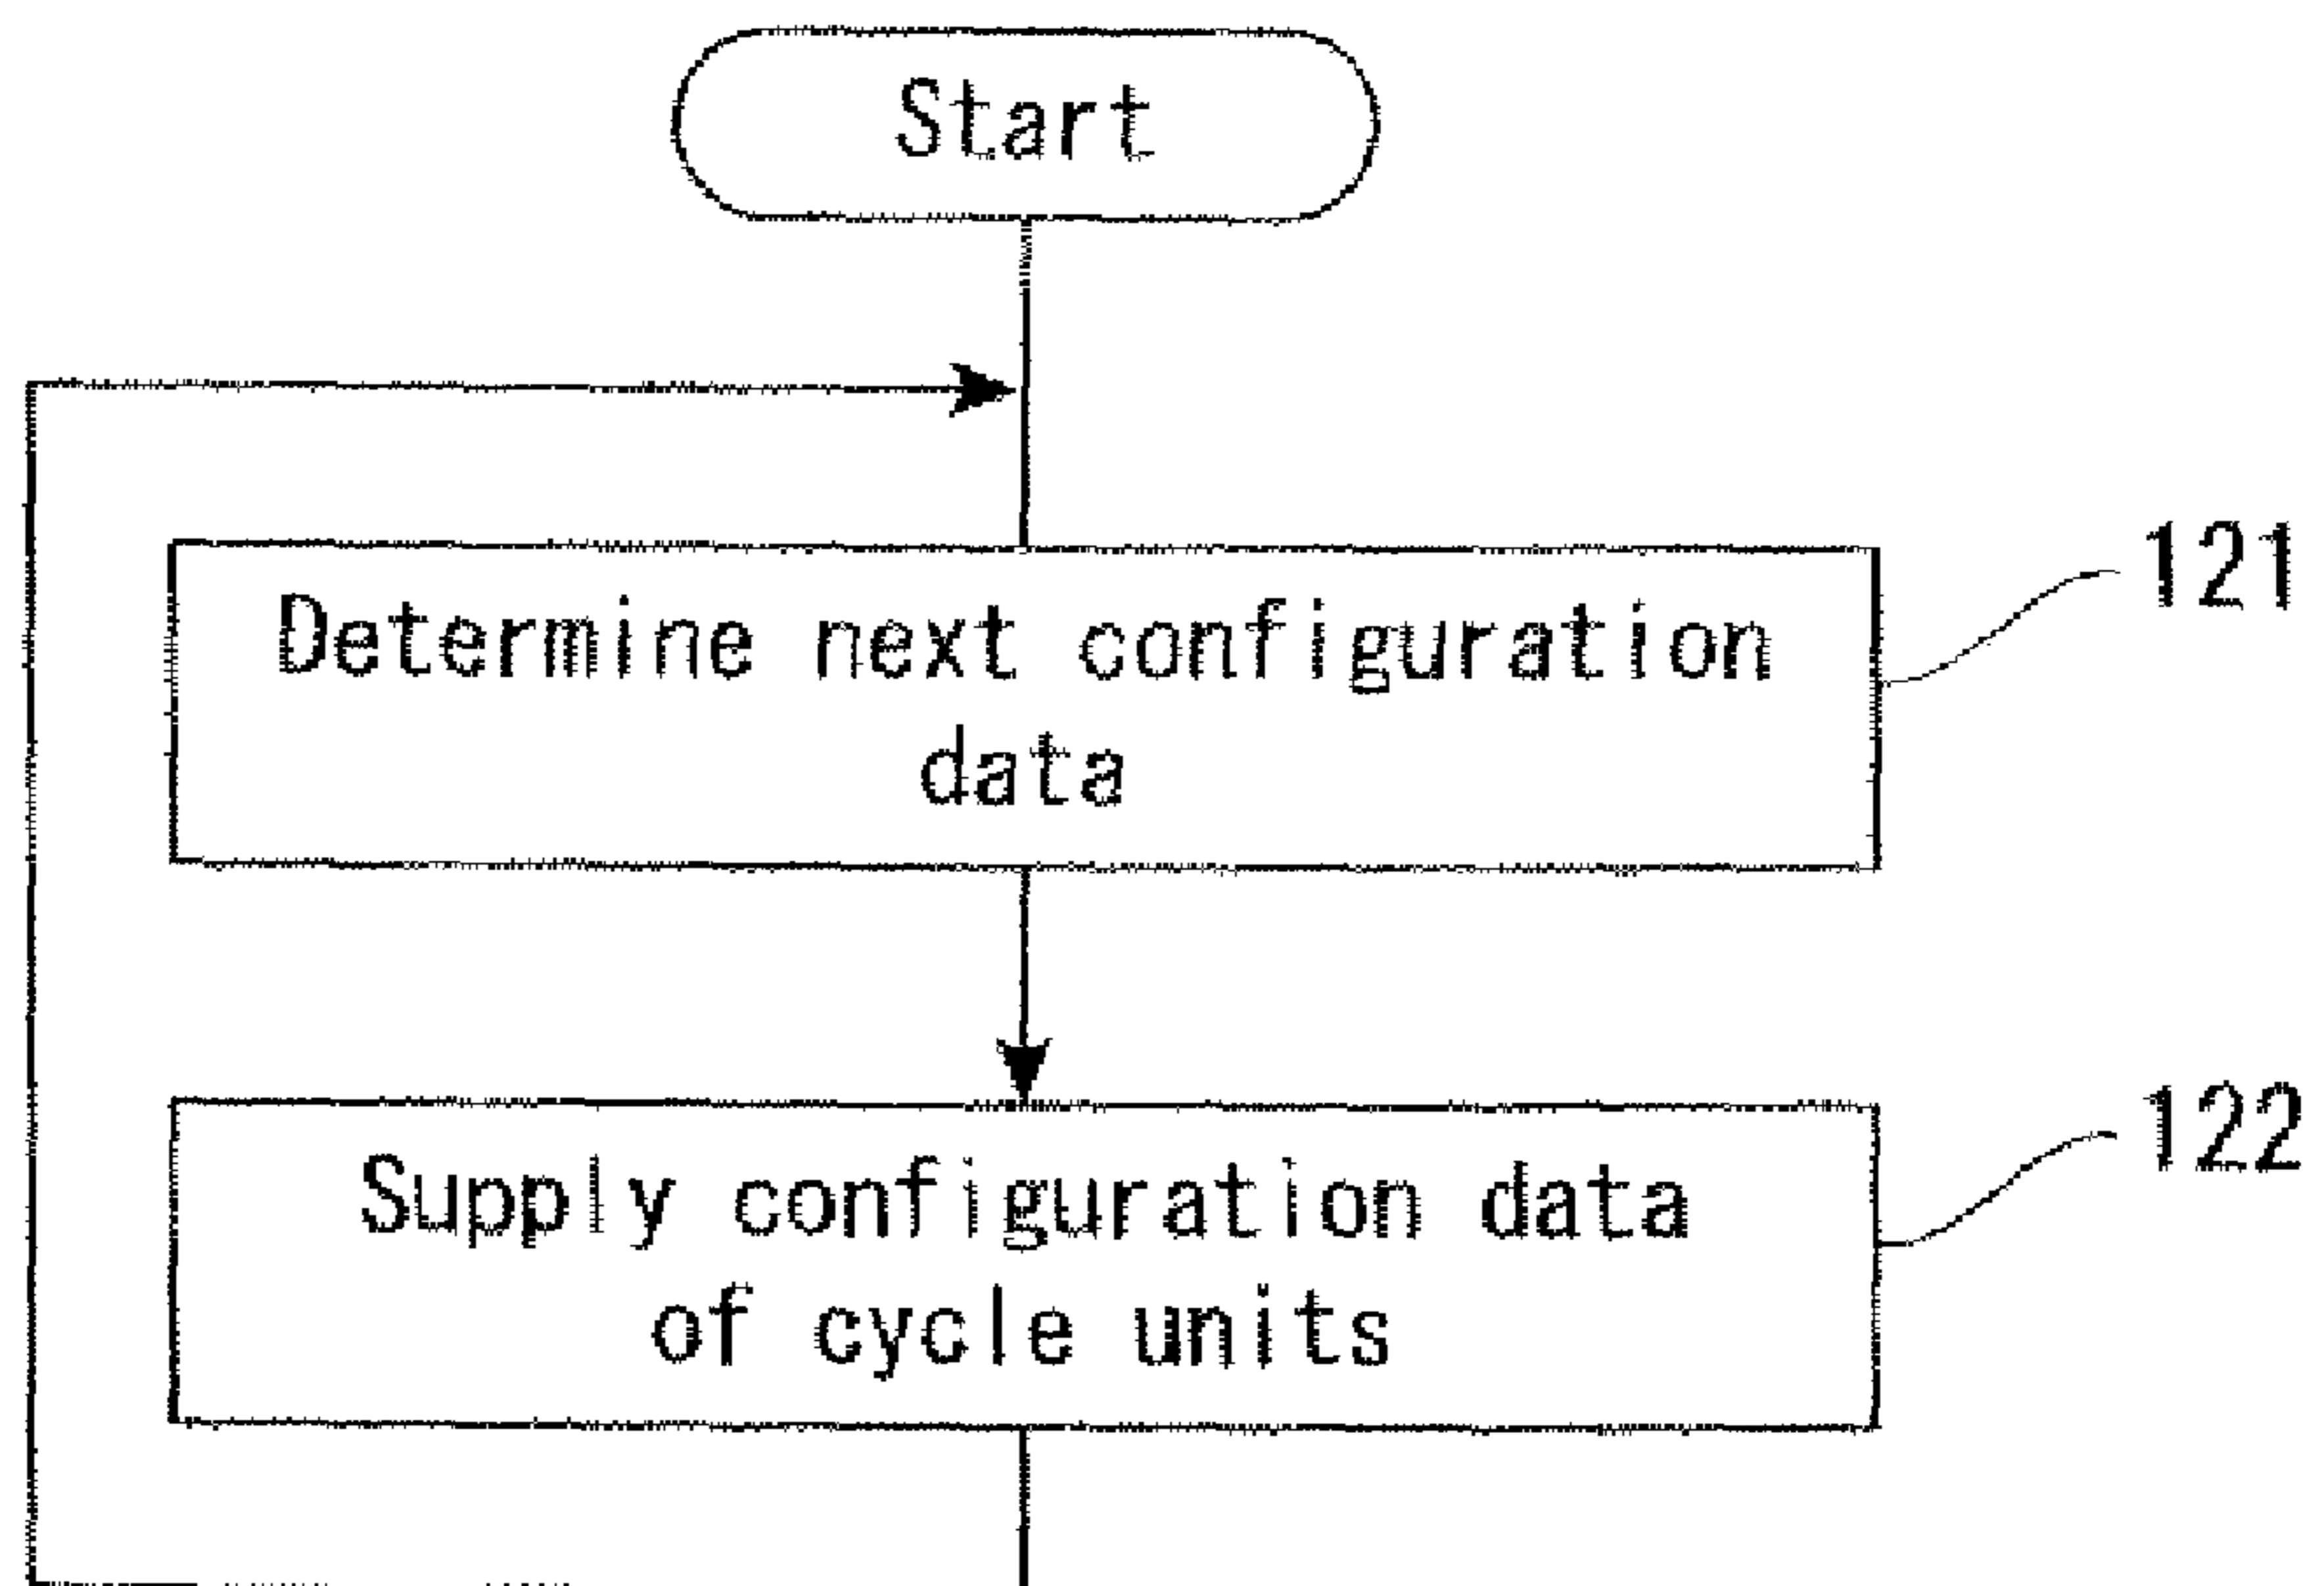 Start
Determine next configuration
data
121
Supply configuration data
of cycle units
122